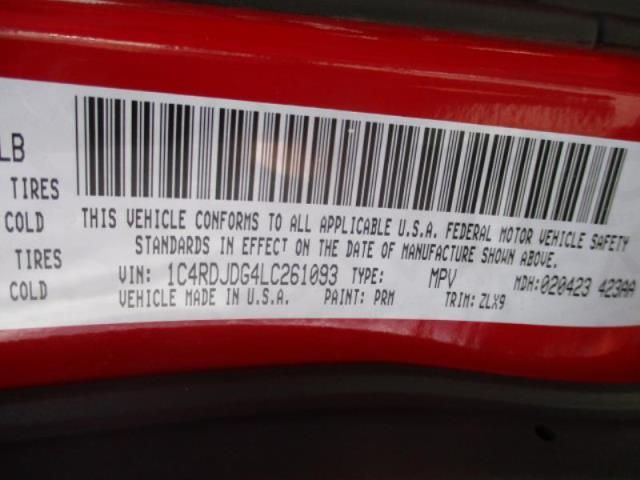 LB
TIRES
COLD
TIRES
COLD
THIS VEHICLE CONFORMS TO ALL APPLICABLE U.S.A. FEDERAL MOTOR VEHICLE SAFETY
STANDARDS IN EFFECT ON THE DATE OF MANUFACTURE SHOWN ABOVE.
VIN: 1C4RDJDG4LC261093 TYPE: MPV MDH:020423 423AA
VEHICLE MADE IN U.S.A. PAINT: PRM TRIM: ZLX9